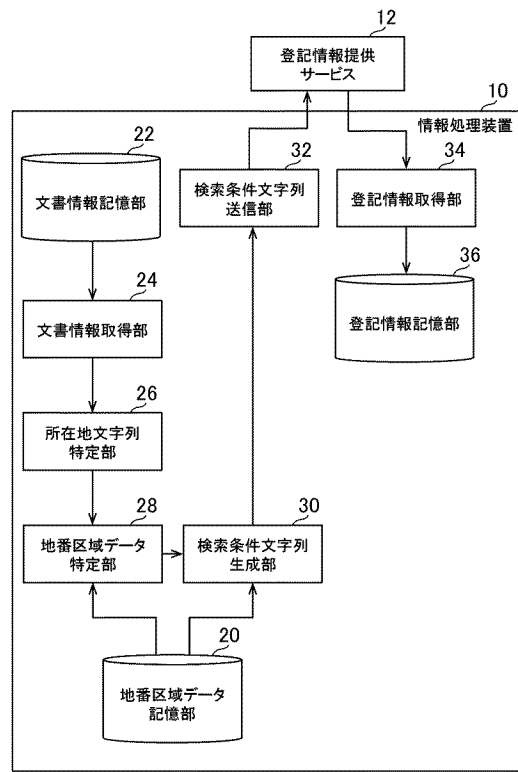 12
登記情報提供
サービス
10
情報処理装置
22
文書情報記憶部
32
検索条件文字列
送信部
34
登記情報取得部
24
文書情報取得部
36
登記情報記憶部
26
所在地文字列
特定部
28
地番区域データ
特定部
30
検索条件文字列
生成部
20
地番区域データ
記憶部